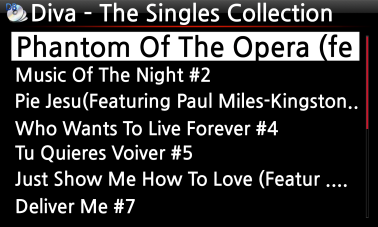 Diva - The Singles Collection
Phantom Of The Opera (fe
Music Of The Night #2
Pie Jesu(Featuring Paul Miles-Kingston..
Who Wants To Live Forever #4
Tu Quieres Voiver #5
Just Show Me How To Love (Featur ....
Deliver Me #7